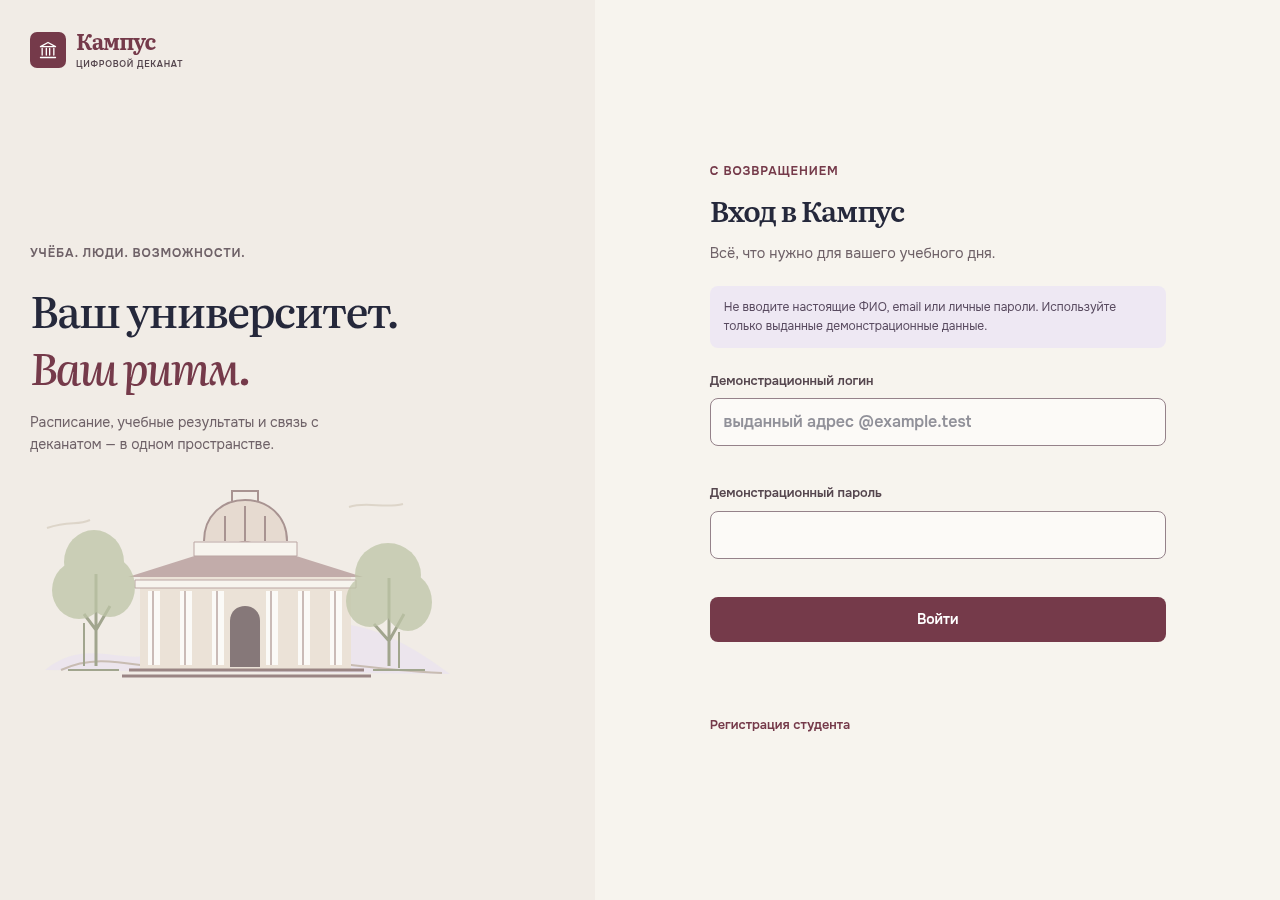 Кампус
ЦИФРОВОЙ ДЕКАНАТ
УЧЁБА. ЛЮДИ. ВОЗМОЖНОСТИ.
Ваш университет.
Ваш ритм.
Расписание, учебные результаты и связь с
деканатом — в одном пространстве.
С ВОЗВРАЩЕНИЕМ
Вход в Кампус
Всё, что нужно для вашего учебного дня.
Не вводите настоящие ФИО, email или личные пароли. Используйте
только выданные демонстрационные данные.
Демонстрационный логин
выданный адрес @example.test
Демонстрационный пароль
Войти
Регистрация студента